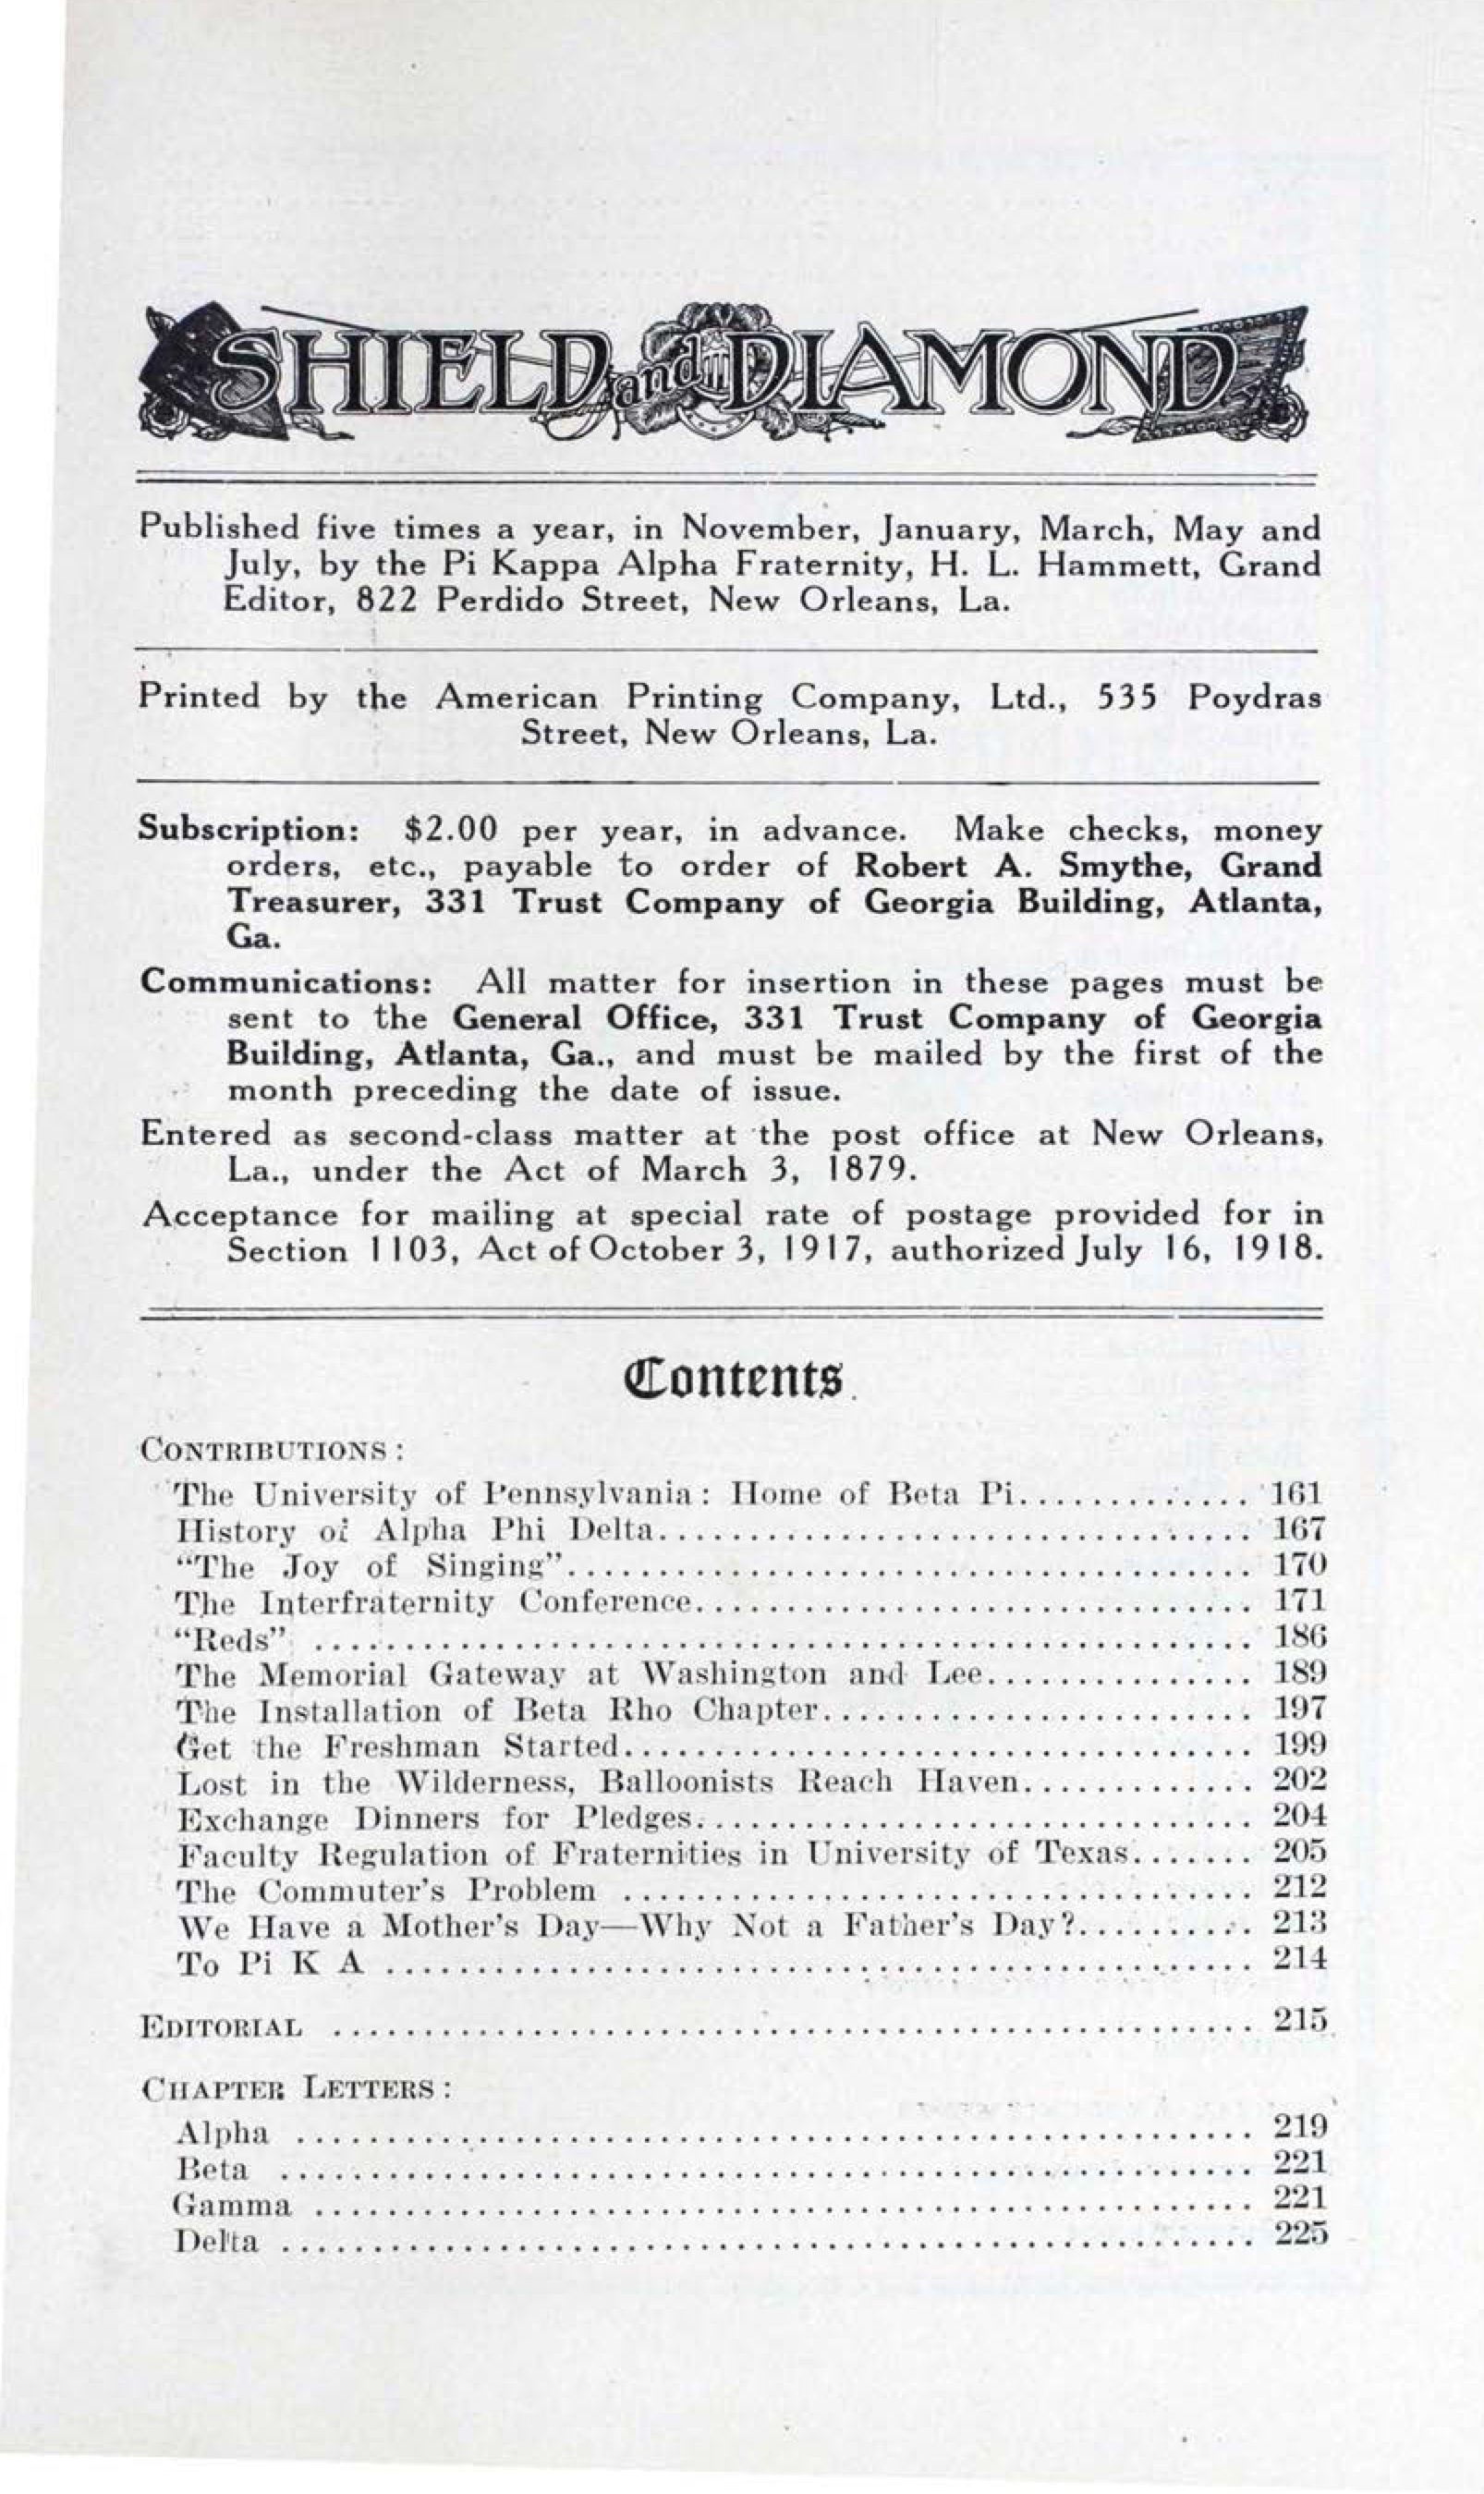 SHIELD and DIAMOND
Published five times a year, in November, January, March, May and
July, by the Pi Kappa Alpha Fraternity, H. L. Hammett, Grand
Editor, 822 Perdido Street, New Orleans, La.
Printed by the American Printing Company, Ltd., 535 Poydras
Street, New Orleans, La.
Subscription: $2.00 per year, in advance. Make checks, money
orders, etc., payable to order of Robert A. Smythe, Grand
Treasurer, 331 Trust Company of Georgia Building, Atlanta,
Ga.
Communications: All matter for insertion in these pages must be
sent to the General Office, 331 Trust Company of Georgia
Building, Atlanta, Ga., and must be mailed by the first of the
month preceding the date of issue.
Entered as second-class matter at the post office at New Orleans,
La., under the Act of March 3, 1879.
Acceptance for mailing at special rate of postage provided for in
Section 1103, Act of October 3, 1917, authorized July 16, 1918.
Contents
CONTRIBUTIONS:
The University of Pennsylvania: Home of Beta Pi.............. 161
History of Alpha Phi Delta................................. 167
"The Joy of Singing"...................................... 170
The Interfraternity Conference............................... 171
"Reds" .................................................... 186
The Memorial Gateway at Washington and Lee............... 189
The Installation of Beta Rho Chapter........................ 197
Get the Freshman Started................................... 199
Lost in the Wilderness, Balloonists Reach Haven............. 202
Exchange Dinners for Pledges............................... 204
Faculty Regulation of Fraternities in University of Texas....... 205
The Commuter's Problem ................................... 212
We Have a Mother's Day—Why Not a Father's Day?.......... 213
To Pi K A ................................................ 214
EDITORIAL ................................................... 215
CHAPTER LETTERS:
Alpha ..................................................... 219
Beta ...................................................... 221
Gamma .................................................... 221
Delta ...................................................... 225